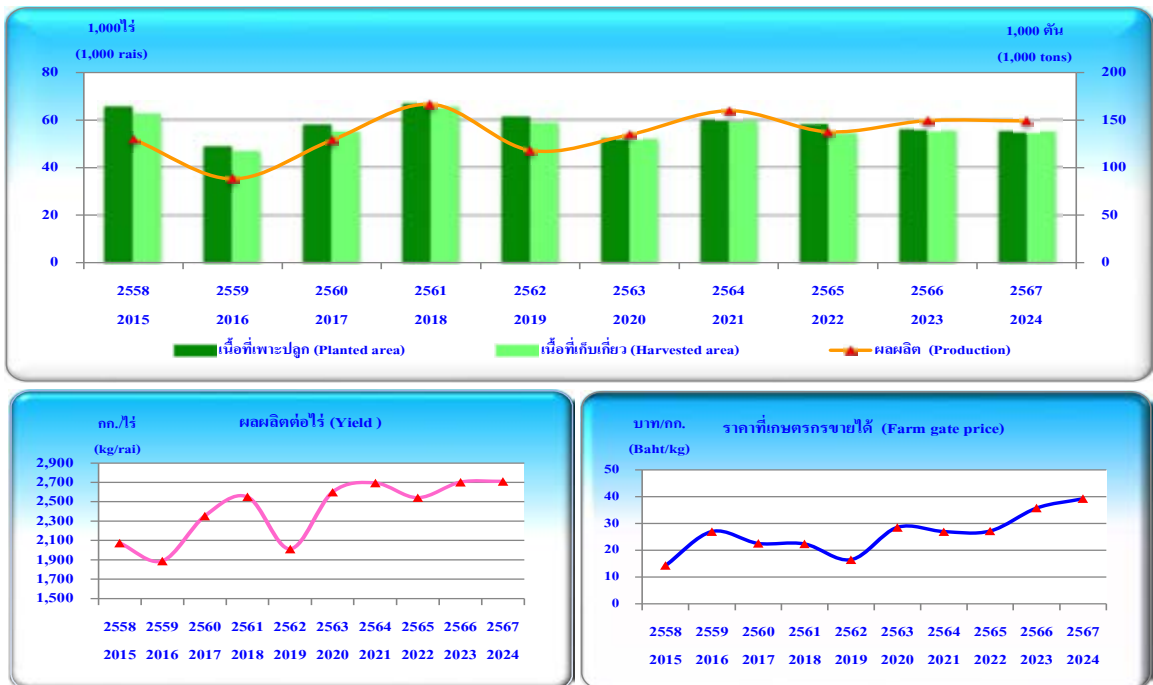 1,000ไร่
(1,000 rais)
1,000 ตัน
(1,000 tons)
80
60
40
20
0
200
150
100
50
0
2558 2559 2560 2561 2562 2563 2564 2565 2566 2567
2015 2016 2017 2018 2019 2020 2021 2022 2023 2024
เนื้อที่เพาะปลูก (Planted area) เนื้อที่เก็บเกี่ยว (Harvested area) ผลผลิต (Production)
กก./ไร่ ผลผลิตต่อไร่ (Yield )
(kg/rai)
2,900
2,700
2,500
2,300
2,100
1,900
1,700
1,500
2558 2559 2560 2561 2562 2563 2564 2565 2566 2567
2015 2016 2017 2018 2019 2020 2021 2022 2023 2024
บาท/กก. ราคาที่เกษตรกรขายได้ (Farm gate price)
(Baht/kg)
50
40
30
20
10
0
2558 2559 2560 2561 2562 2563 2564 2565 2566 2567
2015 2016 2017 2018 2019 2020 2021 2022 2023 2024